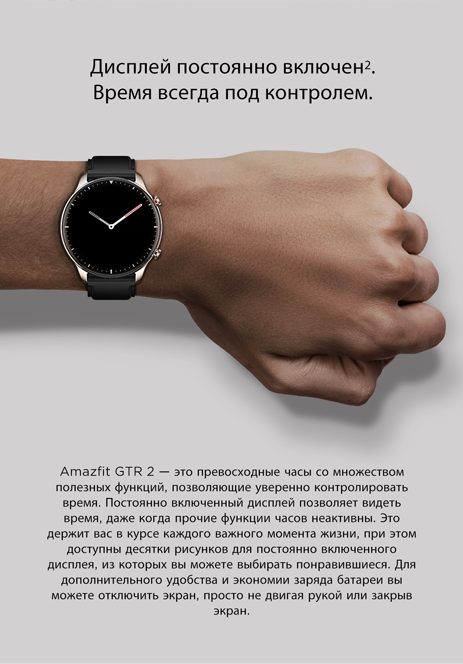 Дисплей постоянно включен².
Время всегда под контролем.
Amazfit GTR 2 — это превосходные часы со множеством
полезных функций, позволяющие уверенно контролировать
время. Постоянно включенный дисплей позволяет видеть
время, даже когда прочие функции часов неактивны. Это
держит вас в курсе каждого важного момента жизни, при этом
доступны десятки рисунков для постоянно включенного
дисплея, из которых вы можете выбирать понравившиеся. Для
дополнительного удобства и экономии заряда батареи вы
можете отключить экран, просто не двигая рукой или закрыв
экран.